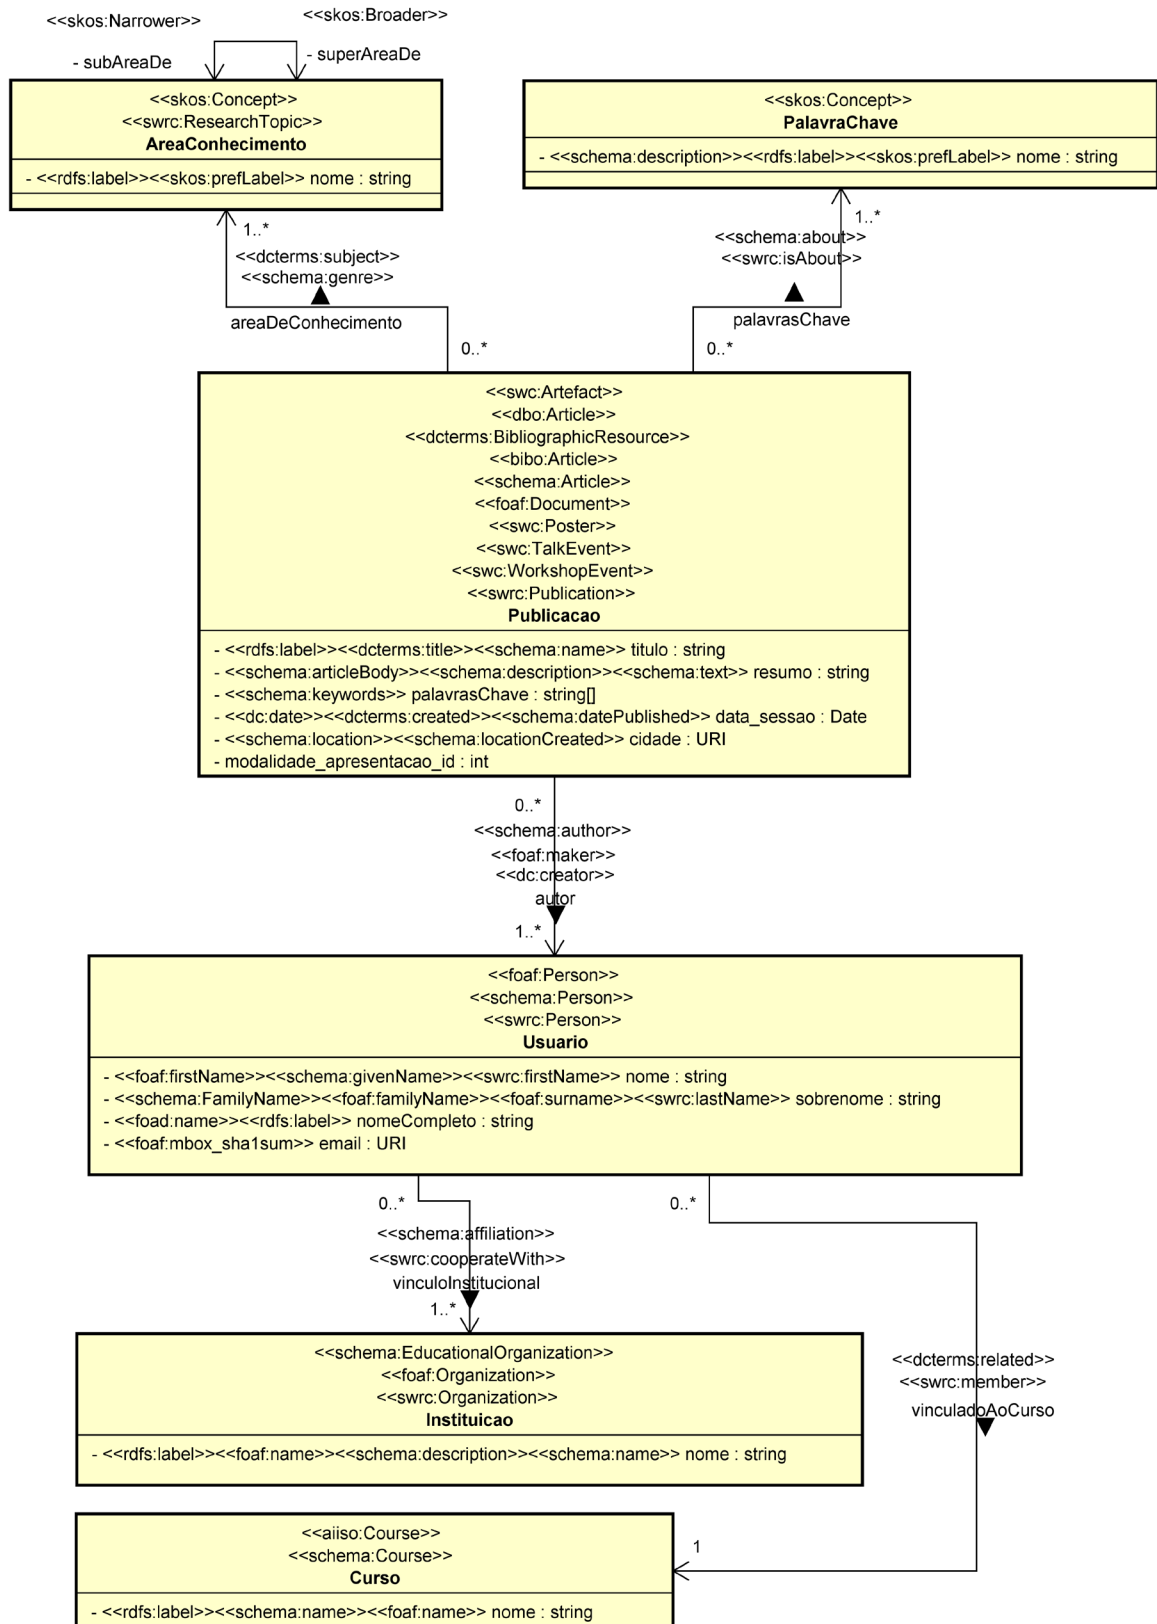 <<skos:Narrower>>
<<skos:Broader>>
- subAreaDe
- superAreaDe
<<skos:Concept>>
<<swrc:ResearchTopic>>
AreaConhecimento
- <<rdfs:label>><<skos:prefLabel>> nome : string
<<skos:Concept>>
PalavraChave
- <<schema:description>><<rdfs:label>><<skos:prefLabel>> nome : string
1..*
<<dcterms:subject>>
<<schema:genre>>
areaDeConhecimento
0..*
1..*
<<schema:about>>
<<swrc:isAbout>>
palavrasChave
0..*
<<swc:Artefact>>
<<dbo:Article>>
<<dcterms:BibliographicResource>>
<<bibo:Article>>
<<schema:Article>>
<<foaf:Document>>
<<swc:Poster>>
<<swc:TalkEvent>>
<<swc:WorkshopEvent>>
<<swrc:Publication>>
Publicacao
- <<rdfs:label>><<dcterms:title>><<schema:name>> titulo : string
- <<schema:articleBody>><<schema:description>><<schema:text>> resumo : string
- <<schema:keywords>> palavrasChave : string[]
- <<dc:date>><<dcterms:created>><<schema:datePublished>> data_sessao : Date
- <<schema:location>><<schema:locationCreated>> cidade : URI
- modalidade_apresentacao_id : int
0..*
<<schema:author>>
<<foaf:maker>>
<<dc:creator>>
autor
1..*
<<foaf:Person>>
<<schema:Person>>
<<swrc:Person>>
Usuario
- <<foaf:firstName>><<schema:givenName>><<swrc:firstName>> nome : string
- <<schema:FamilyName>><<foaf:familyName>><<foaf:surname>><<swrc:lastName>> sobrenome : string
- <<foad:name>><<rdfs:label>> nomeCompleto : string
- <<foaf:mbox_sha1sum>> email : URI
0..*
<<schema:affiliation>>
<<swrc:cooperateWith>>
vinculoInstitucional
1..*
0..*
<<dcterms:related>>
<<swrc:member>>
vinculadoAoCurso
1
<<schema:EducationalOrganization>>
<<foaf:Organization>>
<<swrc:Organization>>
Instituicao
- <<rdfs:label>><<foaf:name>><<schema:description>><<schema:name>> nome : string
<<aiiso:Course>>
<<schema:Course>>
Curso
- <<rdfs:label>><<schema:name>><<foaf:name>> nome : string